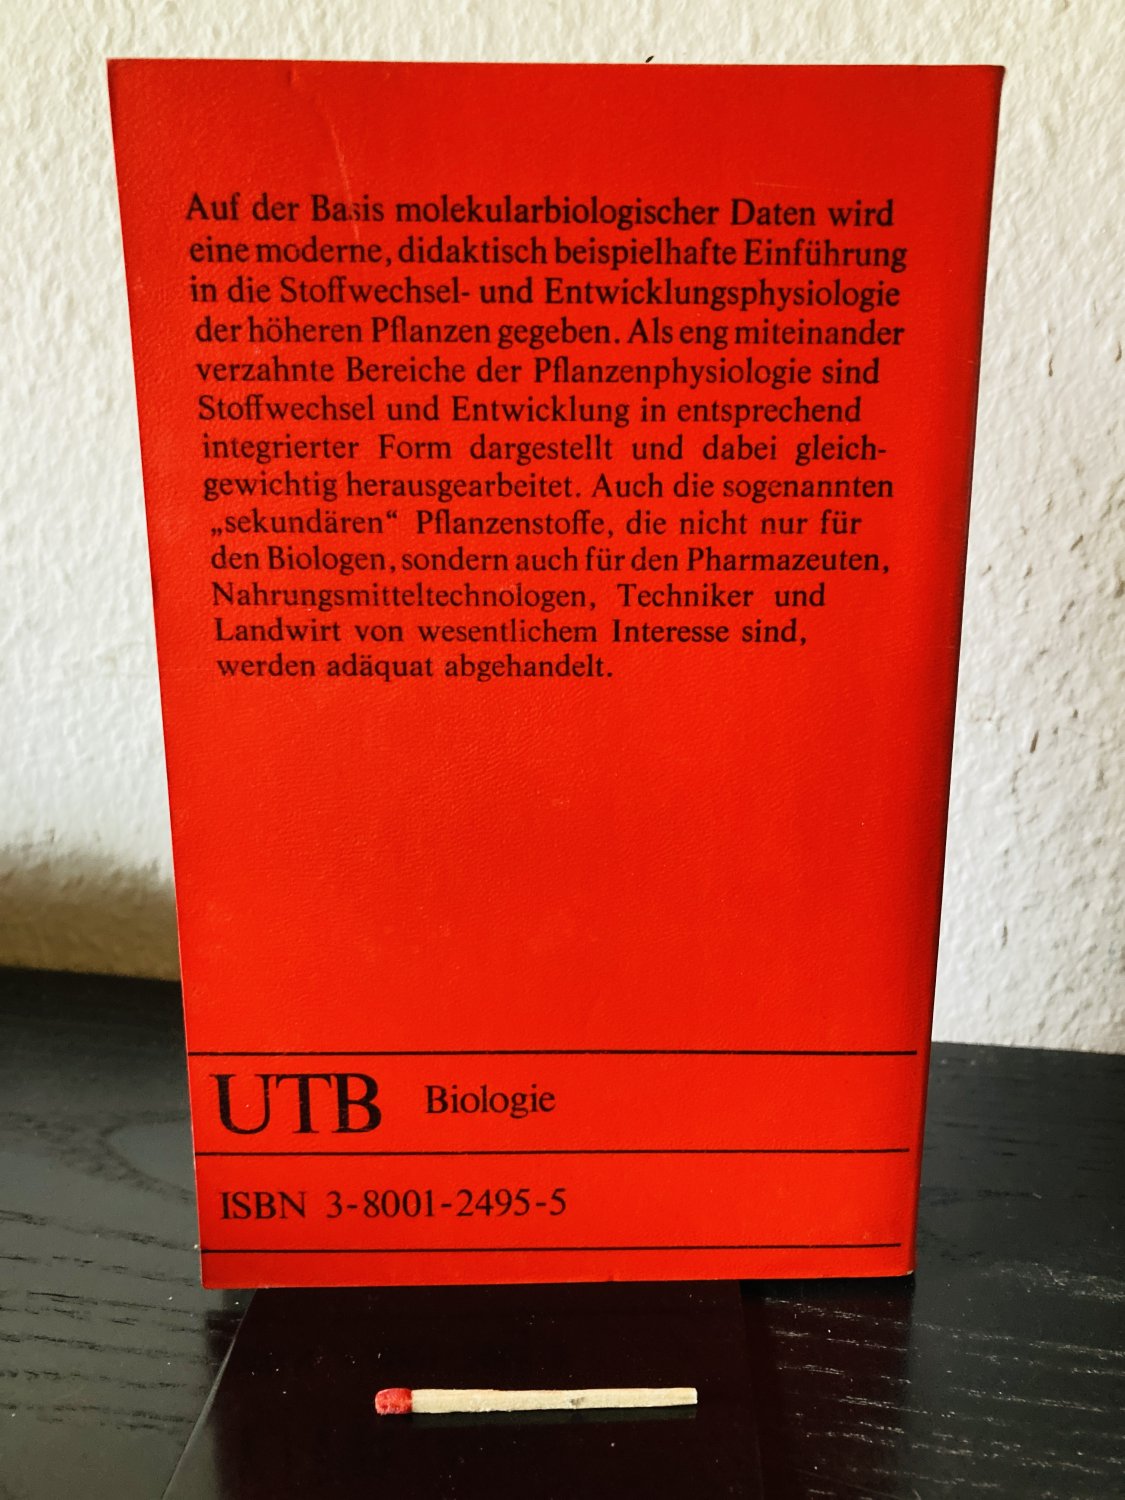 Auf der Basis molekularbiologischer Daten wird
eine moderne, didaktisch beispielhafte Einführung
in die Stoffwechsel- und Entwicklungsphysiologie
der höheren Pflanzen gegeben. Als eng miteinander
verzahnte Bereiche der Pflanzenphysiologie sind
Stoffwechsel und Entwicklung in entsprechend
integrierter Form dargestellt und dabei gleich-
gewichtig herausgearbeitet. Auch die sogenannten
„sekundären“ Pflanzenstoffe, die nicht nur für
den Biologen, sondern auch für den Pharmazeuten,
Nahrungsmitteltechnologen, Techniker und
Landwirt von wesentlichem Interesse sind,
werden adäquat abgehandelt.
UTB Biologie
ISBN 3-8001-2495-5